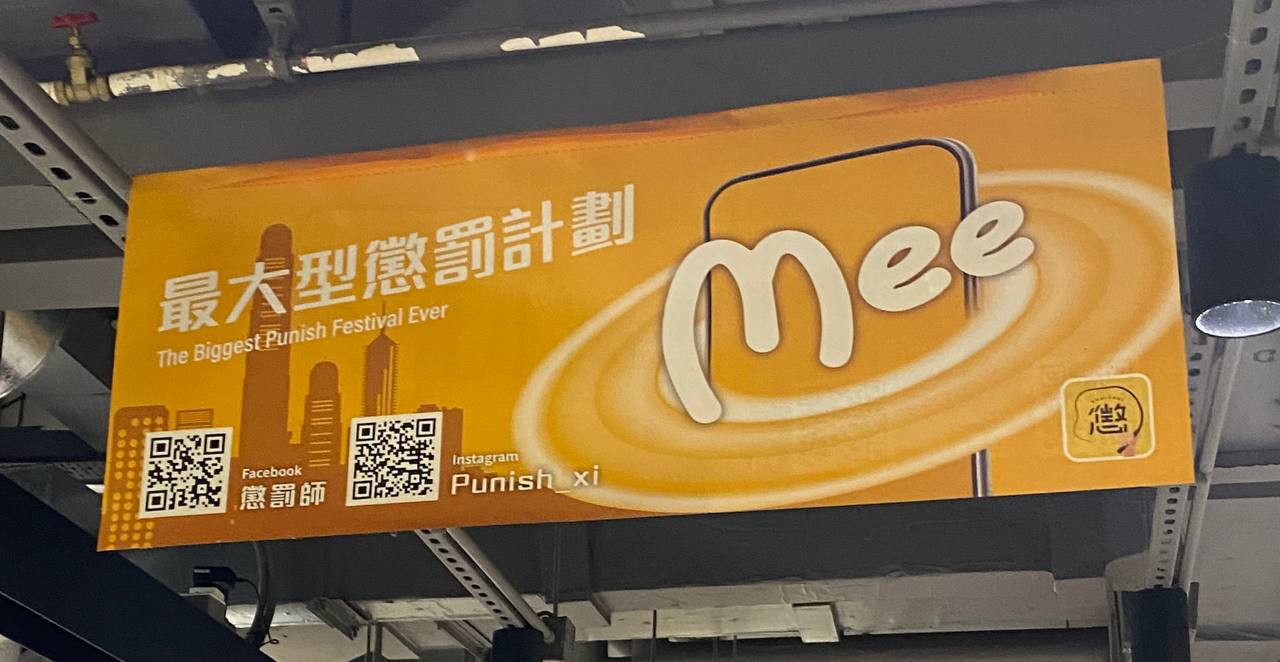 最大型懲罰計劃
The Biggest Punish Festival Ever
Mee
Facebook
懲罰師
Instagram
Punish_xi
懲